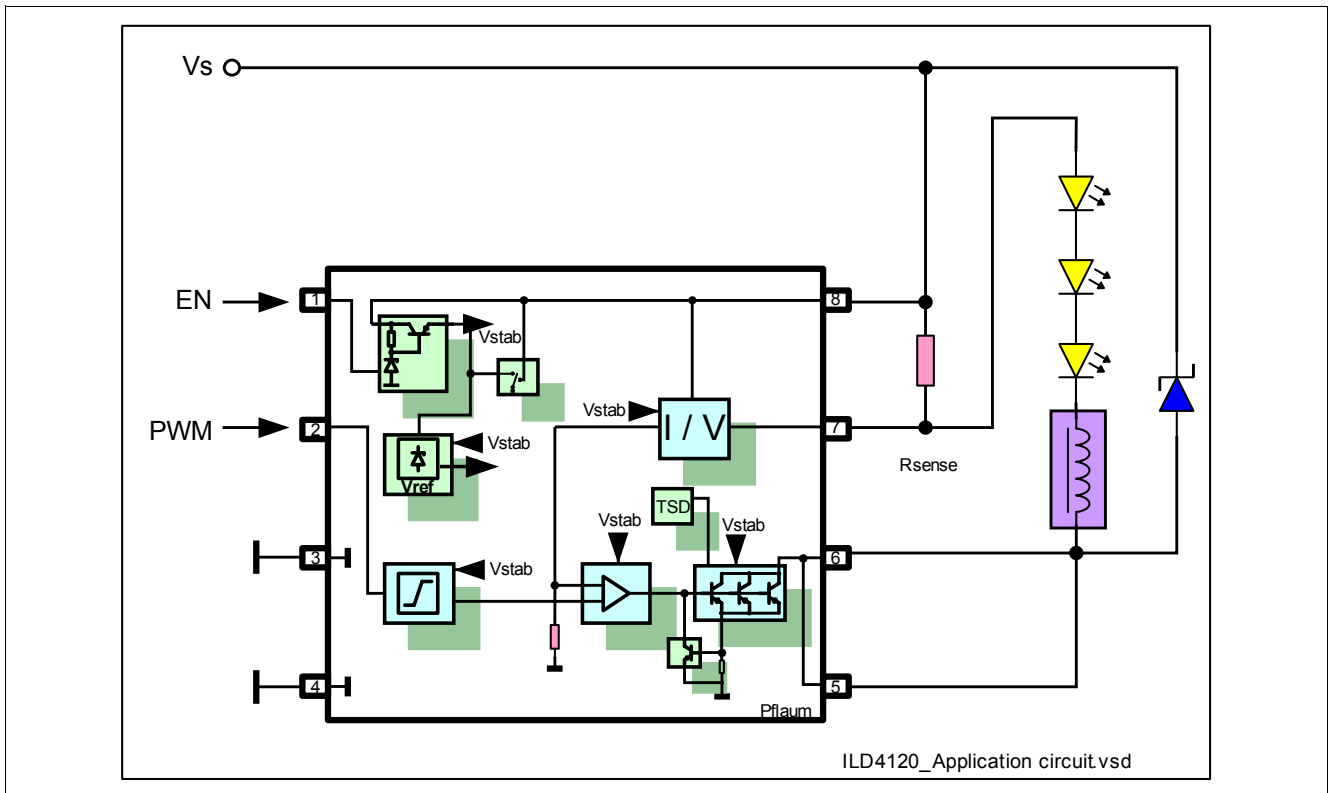 Vs
EN
1
8
Vstab
PWM
2
Vstab
Vstab
I / V
7
Vref
Rsense
TSD
Vstab
Vstab
3
Vstab
6
4
5
Pflaum
ILD4120_Application circuit.vsd